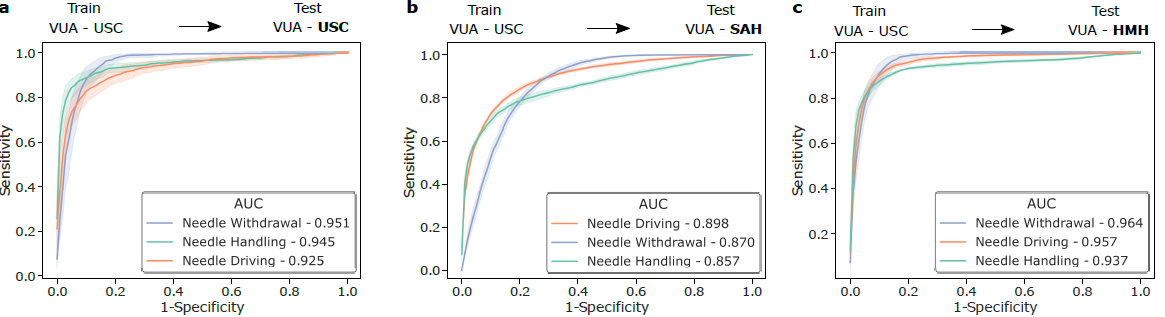 a
Train
Test
VUA - USC
VUA - USC
1.0
0.8
0.6
0.4
0.2
0.0
Sensitivity
AUC
Needle Withdrawal - 0.951
Needle Handling - 0.945
Needle Driving - 0.925
0.0
0.2
0.4
0.6
0.8
1.0
1-Specificity
b
Train
Test
VUA - USC
VUA - SAH
1.0
0.8
0.6
0.4
0.2
0.0
Sensitivity
AUC
Needle Driving - 0.898
Needle Withdrawal - 0.870
Needle Handling - 0.857
0.0
0.2
0.4
0.6
0.8
1.0
1-Specificity
c
Train
Test
VUA - USC
VUA - HMH
1.0
0.8
0.6
0.4
0.2
Sensitivity
AUC
Needle Withdrawal - 0.964
Needle Driving - 0.957
Needle Handling - 0.937
0.0
0.2
0.4
0.6
0.8
1.0
1-Specificity